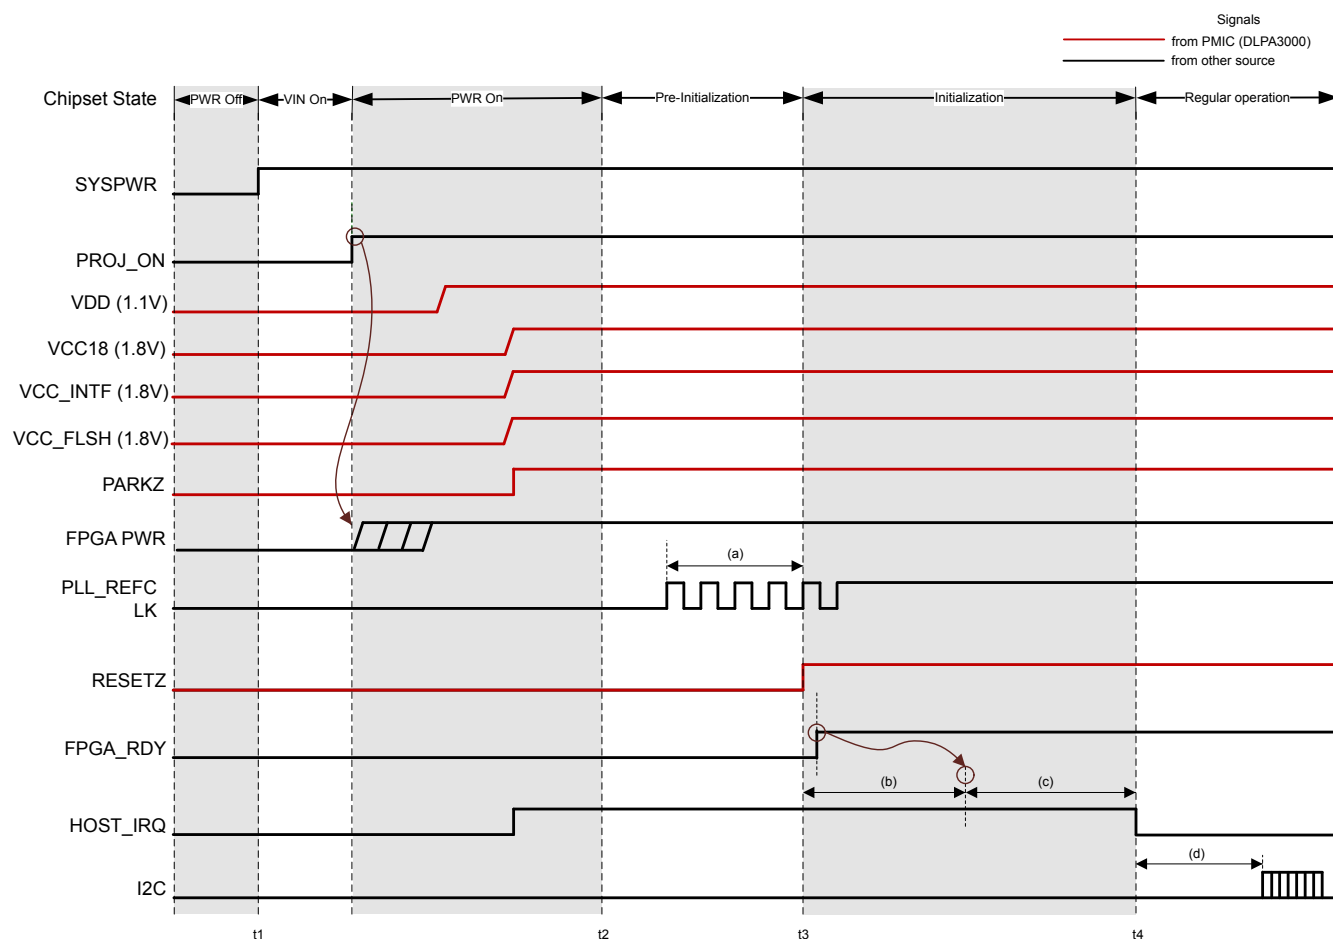 Signals
from PMIC (DLPA3000)
from other source
Chipset State
PWR Off
VIN On
PWR On
Pre-Initialization
Initialization
Regular operation
SYSPWR
PROJ_ON
VDD (1.1V)
VCC18 (1.8V)
VCC_INTF (1.8V)
VCC_FLSH (1.8V)
PARKZ
FPGA PWR
(a)
PLL_REFC
LK
RESETZ
FPGA_RDY
(b)
(c)
HOST_IRQ
(d)
I2C
t1
t2
t3
t4